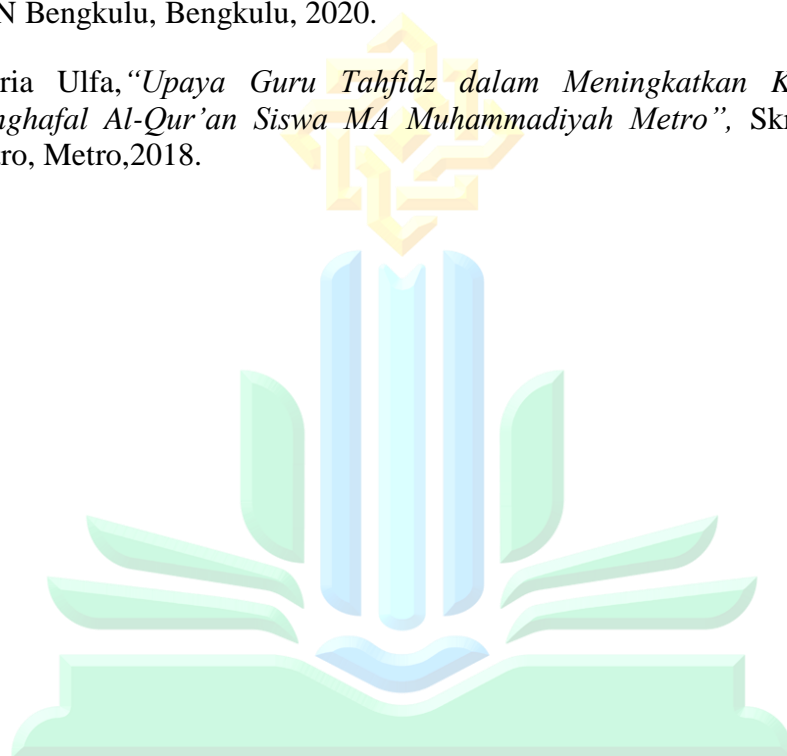 N Bengkulu, Bengkulu, 2020.
ria Ulfa,“Upaya Guru Tahfidz dalam Meningkatkan K
nghafal Al-Qur’an Siswa MA Muhammadiyah Metro”, Sk
ro, Metro,2018.